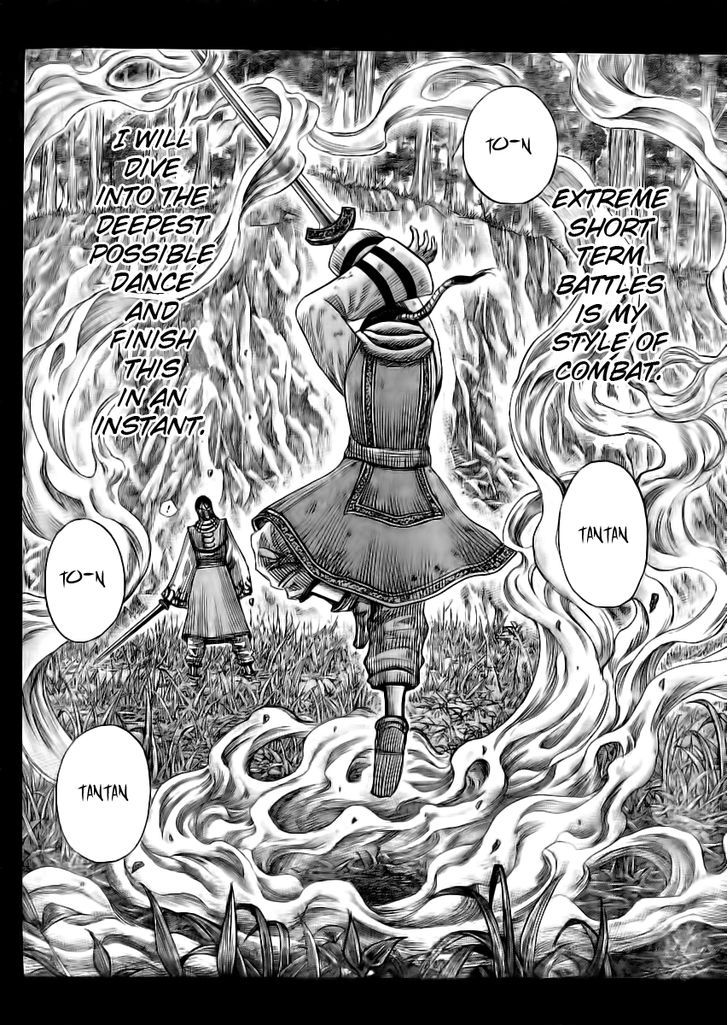 TO-N
EXTREME
SHORT
TERM
BATTLES
IS MY
STYLE OF
COMBAT.
TANTAN
I WILL
DIVE
INTO THE
DEEPEST
POSSIBLE
DANCE
AND
FINISH
THIS
IN AN
INSTANT.
!
TO-N
TANTAN